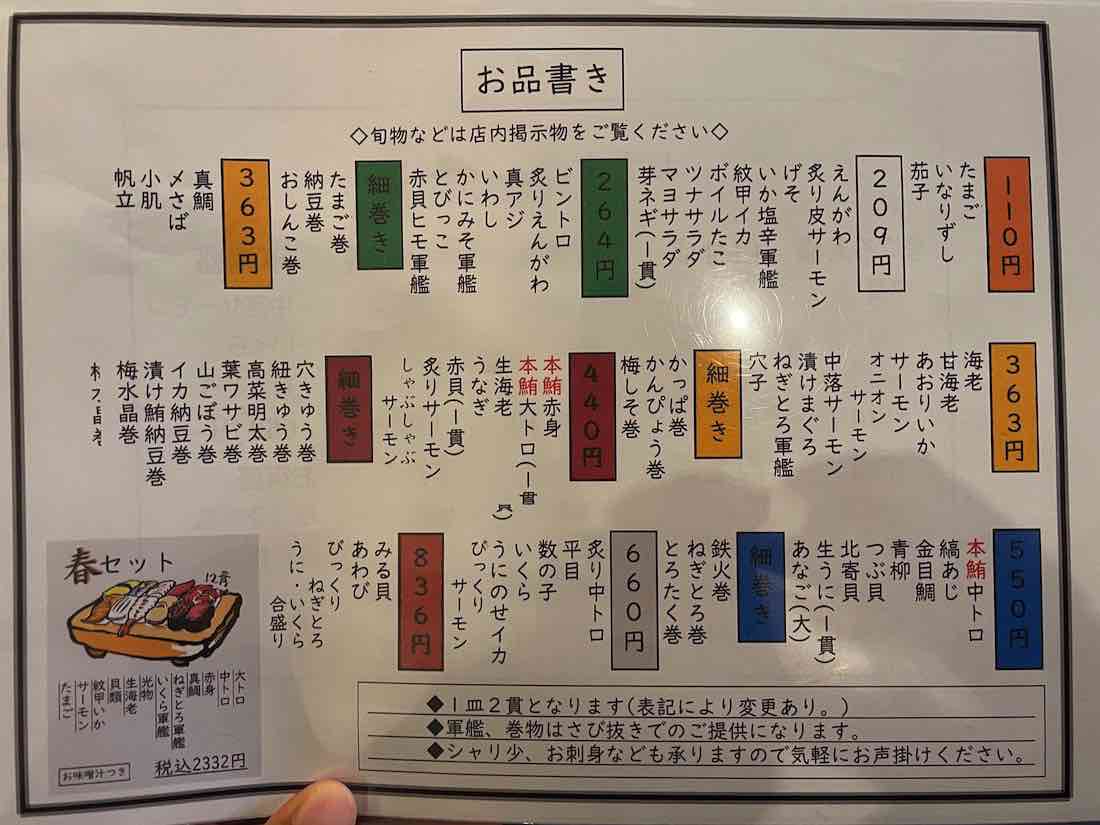 お品書き
◇旬物などは店内掲示物をご覧ください◇
110円
たまご
いなりずし
茄子
209円
えんがわ
炙り皮サーモン
げそ
いか塩辛軍艦
紋甲イカ
ボイルたこ
ツナサラダ
マヨサラダ
芽ネギ(一貫)
264円
ビントロ
炙りえんがわ
真アジ
いわし
かにみそ軍艦
とびっこ
赤貝ヒモ軍艦
細巻き
たまご巻
納豆巻
おしんこ巻
363円
真鯛
〆さば
小肌
帆立
363円
海老
甘海老
あおりいか
サーモン
オニオン
サーモン
中落サーモン
漬けまぐろ
ねぎとろ軍艦
穴子
細巻き
かっぱ巻
かんぴょう巻
梅しそ巻
440円
本鮪赤身
本鮪大トロ(一貫)
生海老
うなぎ
赤貝(一貫)
炙りサーモン
しゃぶしゃぶ
サーモン
細巻き
穴きゅう巻
紐きゅう巻
高菜明太巻
葉ワサビ巻
山ごぼう巻
イカ納豆巻
漬け鮪納豆巻
梅水晶巻
550円
本鮪中トロ
縞あじ
金目鯛
青柳
つぶ貝
北寄貝
生うに(一貫)
あなご(大)
細巻き
鉄火巻
ねぎとろ巻
とろたく巻
660円
炙り中トロ
平目
数の子
いくら
うにのせイカ
びっくり
サーモン
836円
みる貝
あわび
びっくり
ねぎとろ
うに・いくら
合盛り
春セット
12貫
大トロ
中トロ
赤身
真鯛
ねぎとろ軍艦
いくら軍艦
光物
生海老
貝類
紋甲いか
サーモン
たまご
お味噌汁つき
税込2332円
◆1皿2貫となります(表記により変更あり。)
◆軍艦、巻物はさび抜きでのご提供になります。
◆シャリ少、お刺身なども承りますので気軽にお声掛けください。